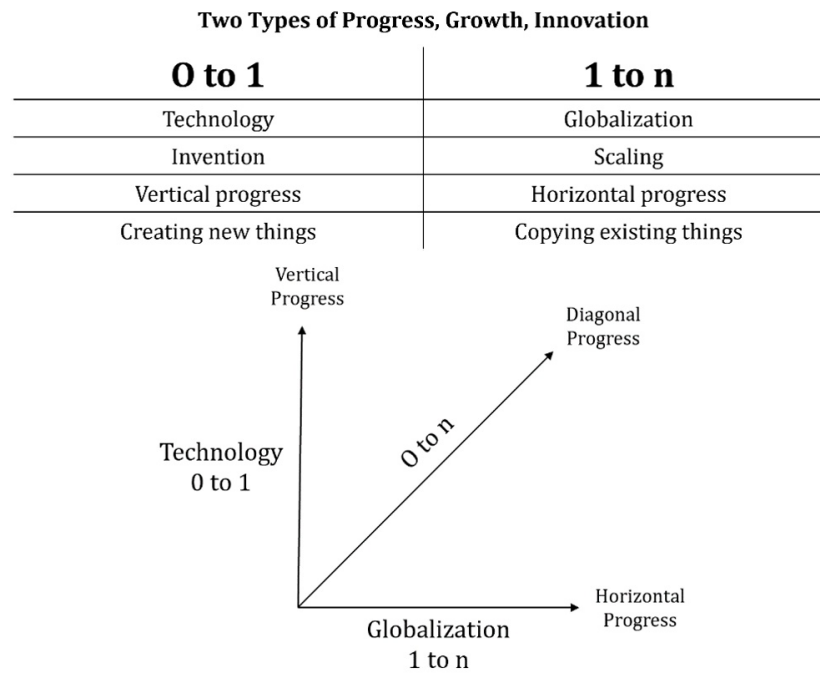 Two Types of Progress, Growth, Innovation
0 to 1 1 to n
Technology Globalization
Invention Scaling
Vertical progress Horizontal progress
Creating new things Copying existing things
Vertical
Progress
Diagonal
Progress
0 to n
Technology
0 to 1
Horizontal
Progress
Globalization
1 to n